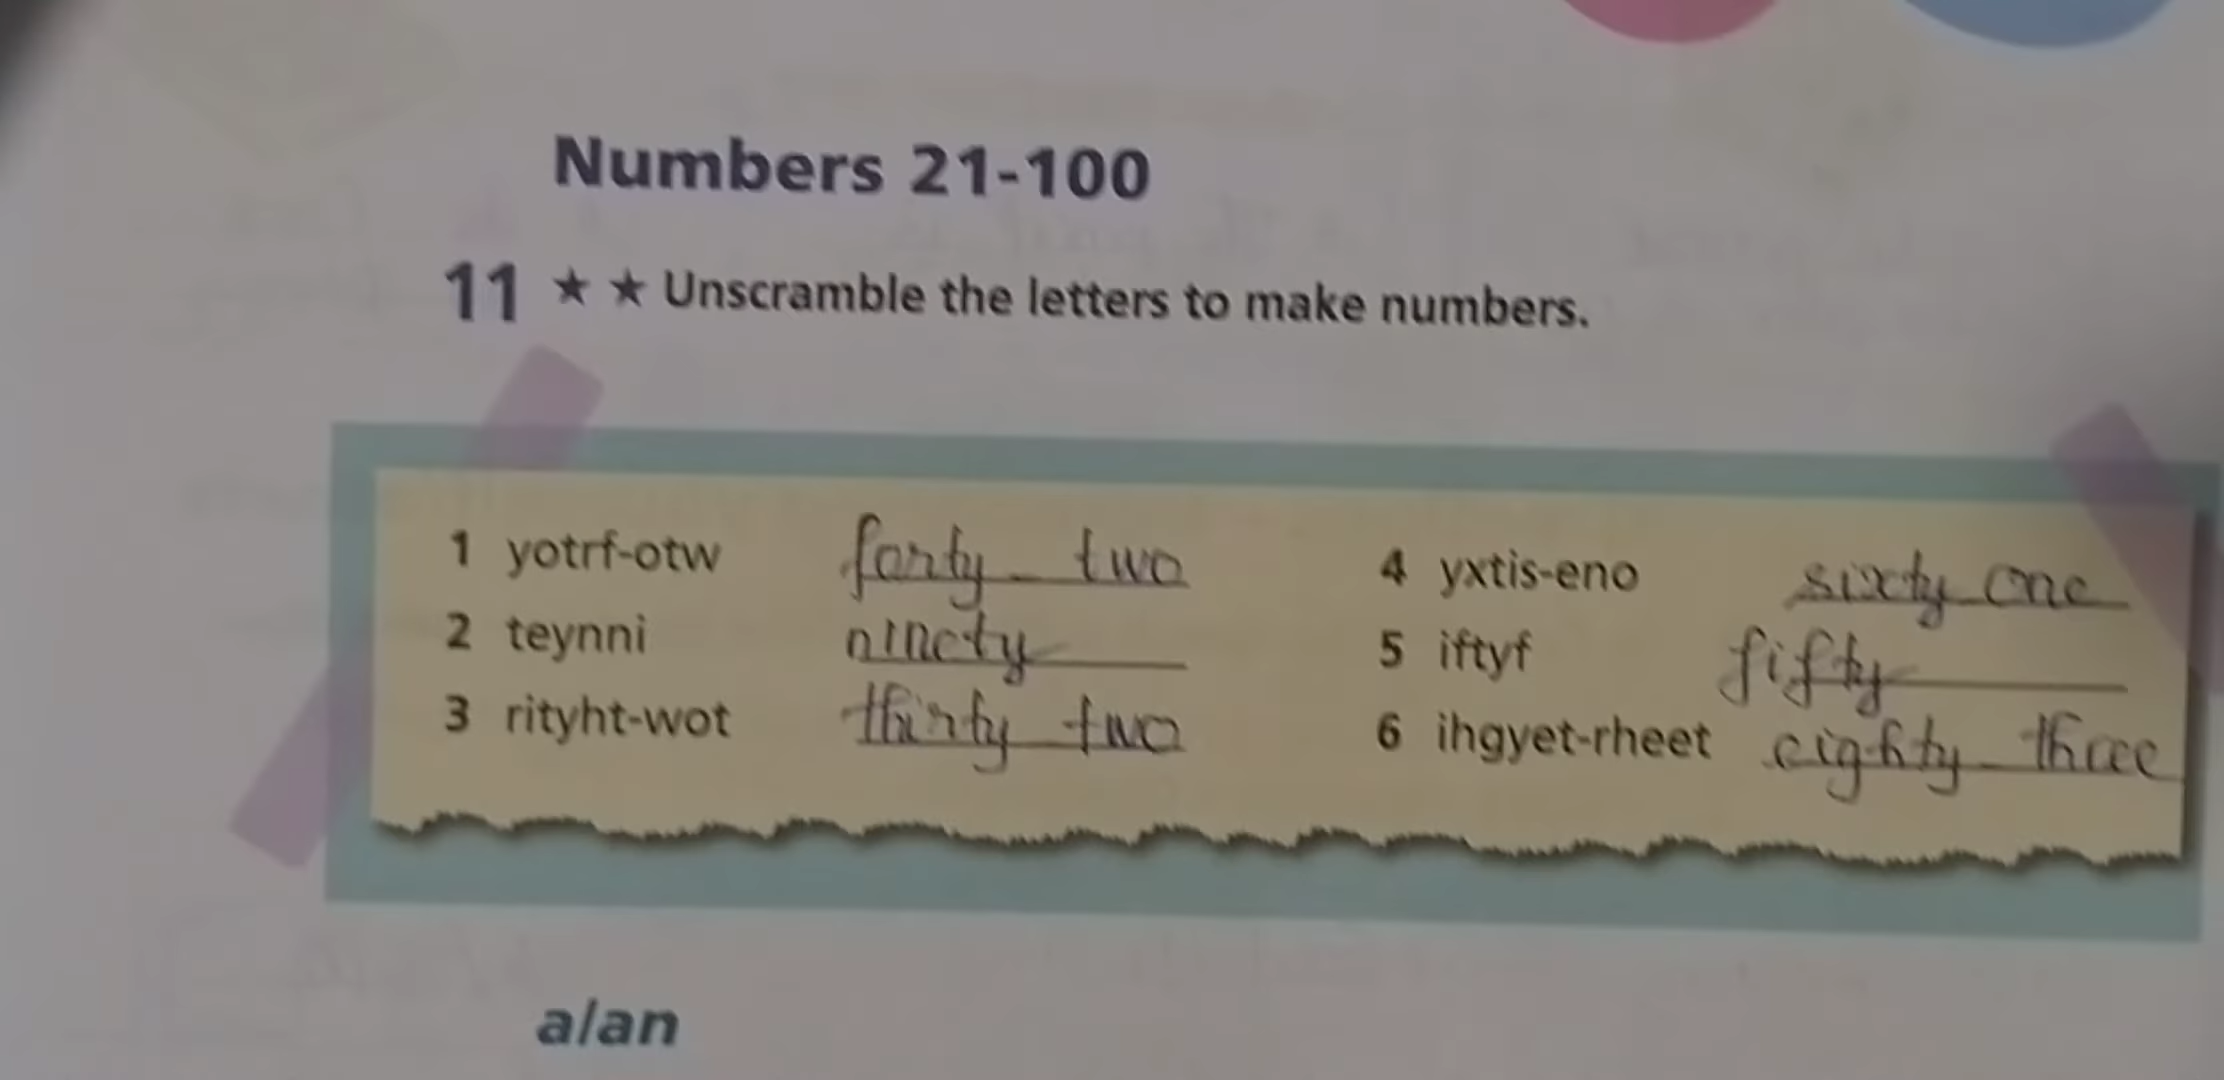 Numbers 21-100
11 ★ ★ Unscramble the letters to make numbers.
1 yotrf-otw forty two
2 teynni ninety
3 rityht-wot thirty two
4 yxtis-eno sixty one
5 iftyf fifty
6 ihgyet-rheet eighty three
a/an